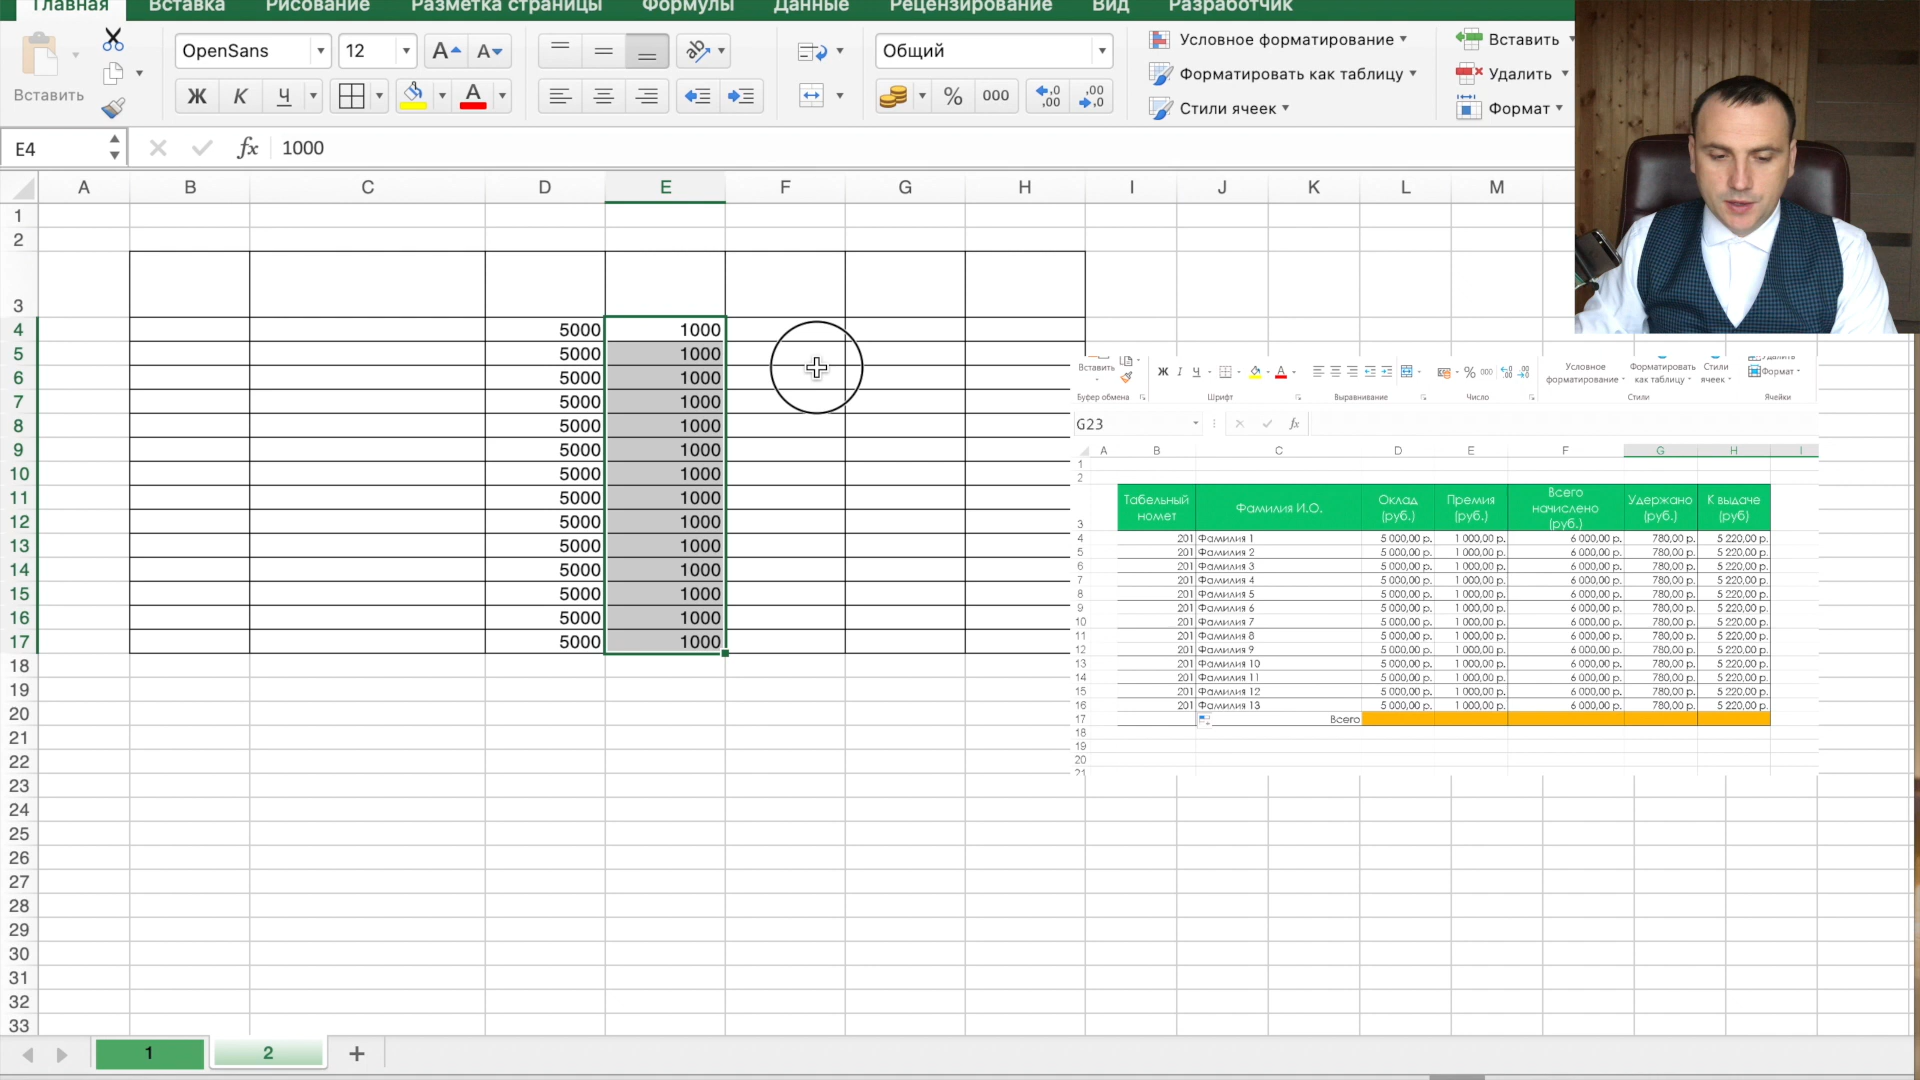 Главная Вставка Рисование Разметка страницы Формулы Данные Рецензирование Вид Разработчик
Вставить
OpenSans 12 A A
Ж К Ч А
ab
Общий
% 000 ,0 ,00 ,00 ,0
Условное форматирование
Форматировать как таблицу
Стили ячеек
Вставить
Удалить
Формат
E4 fx 1000
A B C D E F G H I J K L M
1
2
3
4 5000 1000
5 5000 1000
6 5000 1000
7 5000 1000
8 5000 1000
9 5000 1000
10 5000 1000
11 5000 1000
12 5000 1000
13 5000 1000
14 5000 1000
15 5000 1000
16 5000 1000
17 5000 1000
18
19
20
21
22
23
24
25
26
27
28
29
30
31
32
33
Вставить
Буфер обмена
Ж I Ч А
Шрифт
Выравнивание
% 000
Число
Условное форматирование
Форматировать как таблицу
Стили ячеек
Стили
Удалить
Формат
Ячейки
G23 fx
A B C D E F G H I
1
2
3 Табельный номет Фамилия И.О. Оклад (руб.) Премия (руб.) Всего начислено (руб.) Удержано (руб.) К выдаче (руб)
4 201 Фамилия 1 5 000,00 р. 1 000,00 р. 6 000,00 р. 780,00 р. 5 220,00 р.
5 201 Фамилия 2 5 000,00 р. 1 000,00 р. 6 000,00 р. 780,00 р. 5 220,00 р.
6 201 Фамилия 3 5 000,00 р. 1 000,00 р. 6 000,00 р. 780,00 р. 5 220,00 р.
7 201 Фамилия 4 5 000,00 р. 1 000,00 р. 6 000,00 р. 780,00 р. 5 220,00 р.
8 201 Фамилия 5 5 000,00 р. 1 000,00 р. 6 000,00 р. 780,00 р. 5 220,00 р.
9 201 Фамилия 6 5 000,00 р. 1 000,00 р. 6 000,00 р. 780,00 р. 5 220,00 р.
10 201 Фамилия 7 5 000,00 р. 1 000,00 р. 6 000,00 р. 780,00 р. 5 220,00 р.
11 201 Фамилия 8 5 000,00 р. 1 000,00 р. 6 000,00 р. 780,00 р. 5 220,00 р.
12 201 Фамилия 9 5 000,00 р. 1 000,00 р. 6 000,00 р. 780,00 р. 5 220,00 р.
13 201 Фамилия 10 5 000,00 р. 1 000,00 р. 6 000,00 р. 780,00 р. 5 220,00 р.
14 201 Фамилия 11 5 000,00 р. 1 000,00 р. 6 000,00 р. 780,00 р. 5 220,00 р.
15 201 Фамилия 12 5 000,00 р. 1 000,00 р. 6 000,00 р. 780,00 р. 5 220,00 р.
16 201 Фамилия 13 5 000,00 р. 1 000,00 р. 6 000,00 р. 780,00 р. 5 220,00 р.
17 Всего
18
19
20
21
1 2